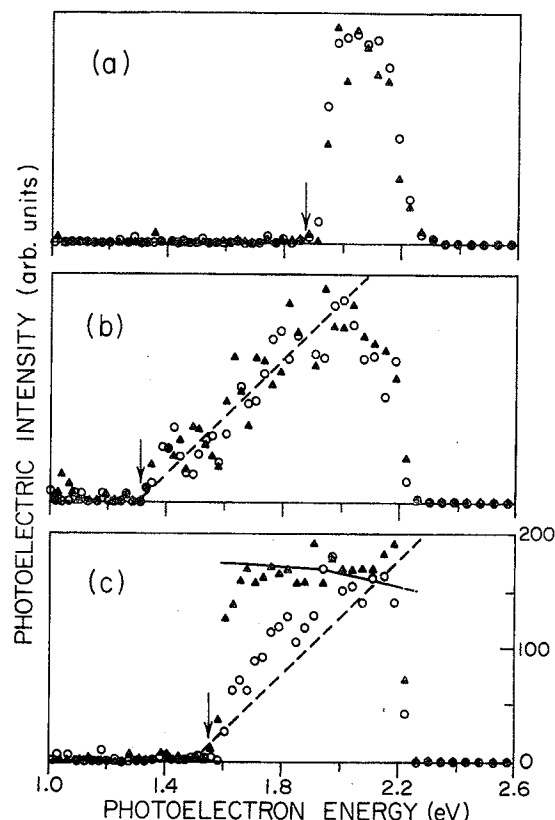 (a)
PHOTOELECTRIC INTENSITY (arb. units)
(b)
(c)
200
100
0
1.0 1.4 1.8 2.2 2.6
PHOTOELECTRON ENERGY (eV)